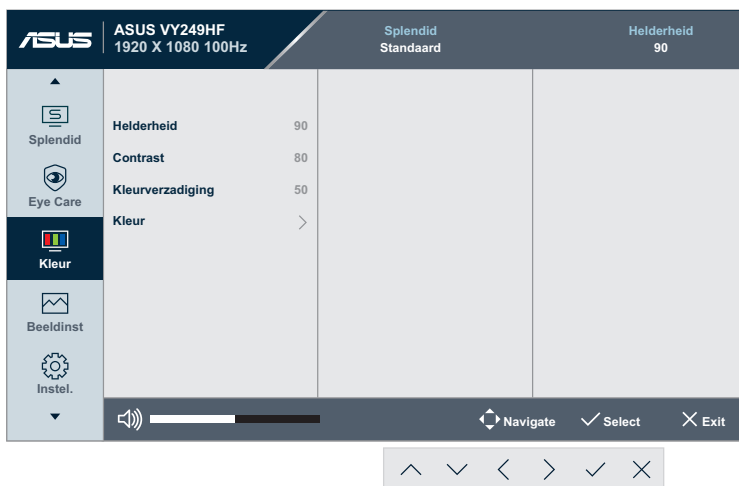 ASUS
ASUS VY249HF
1920 X 1080 100Hz
Splendid
Standaard
Helderheid
90
Splendid
Eye Care
Kleur
Beeldinst
Instel.
Helderheid 90
Contrast 80
Kleurverzadiging 50
Kleur
Navigate
Select
Exit